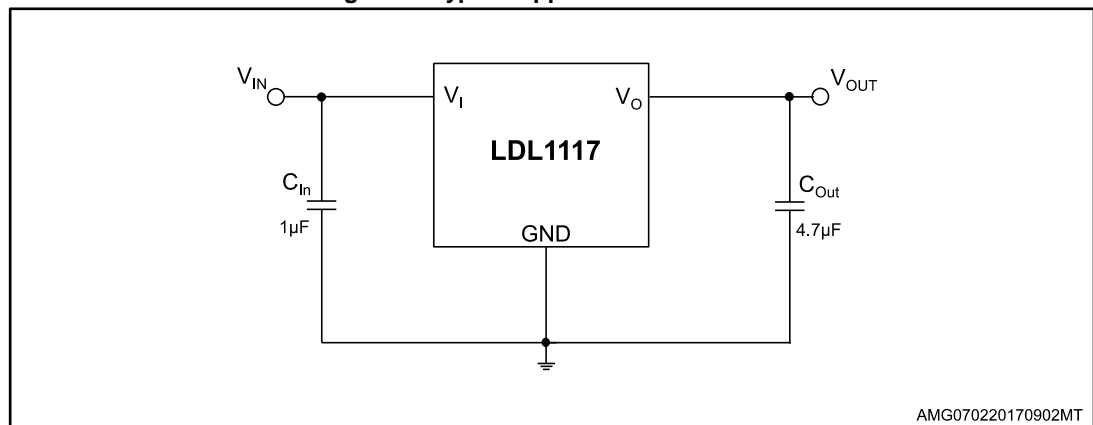 V_IN
V_I
V_O
V_OUT
LDL1117
C_In
1µF
C_Out
4.7µF
GND
AMG070220170902MT